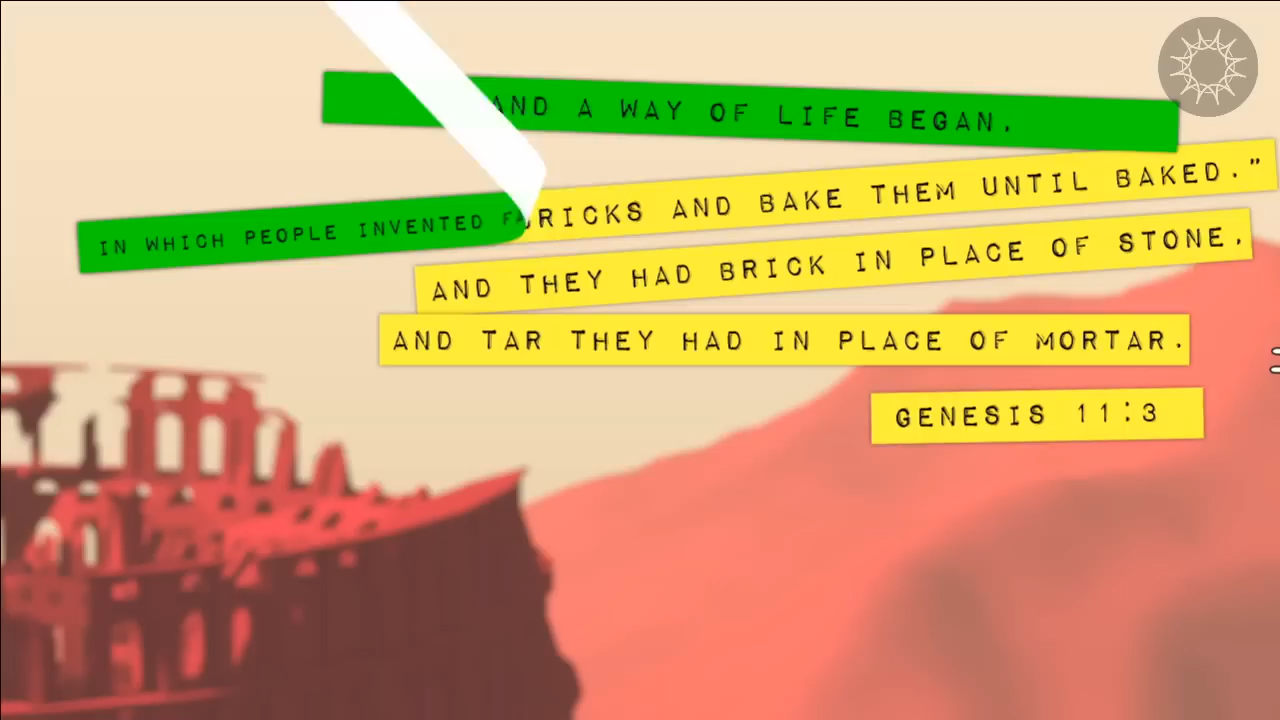 AND A WAY OF LIFE BEGAN.
IN WHICH PEOPLE INVENTED
BRICKS AND BAKE THEM UNTIL BAKED.”
AND THEY HAD BRICK IN PLACE OF STONE,
AND TAR THEY HAD IN PLACE OF MORTAR.
GENESIS 11:3